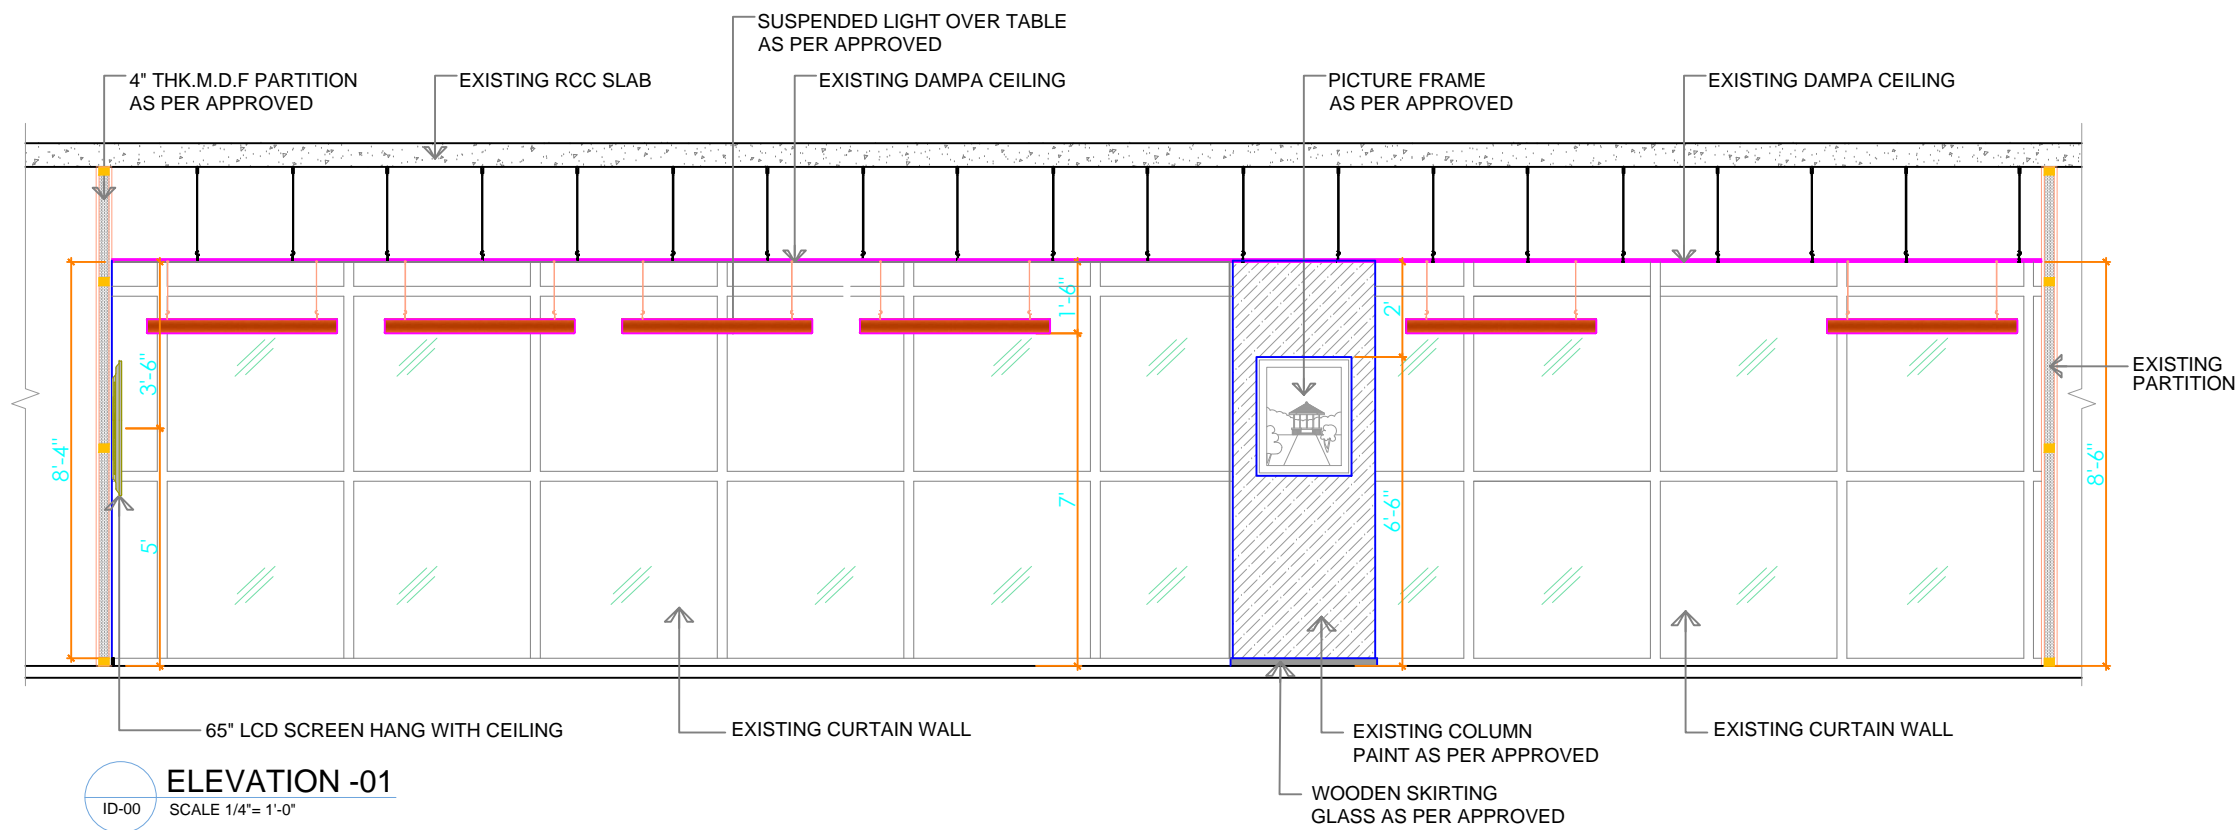 SUSPENDED LIGHT OVER TABLE
AS PER APPROVED
4" THK.M.D.F PARTITION
AS PER APPROVED
EXISTING RCC SLAB
EXISTING DAMPA CEILING
PICTURE FRAME
AS PER APPROVED
EXISTING DAMPA CEILING
1'-6"
2'
3'-6"
EXISTING
PARTITION
8'-4"
8'-6"
7'
6'-6"
5'
65" LCD SCREEN HANG WITH CEILING
EXISTING CURTAIN WALL
EXISTING COLUMN
PAINT AS PER APPROVED
EXISTING CURTAIN WALL
WOODEN SKIRTING
GLASS AS PER APPROVED
ELEVATION -01
ID-00
SCALE 1/4"= 1'-0"